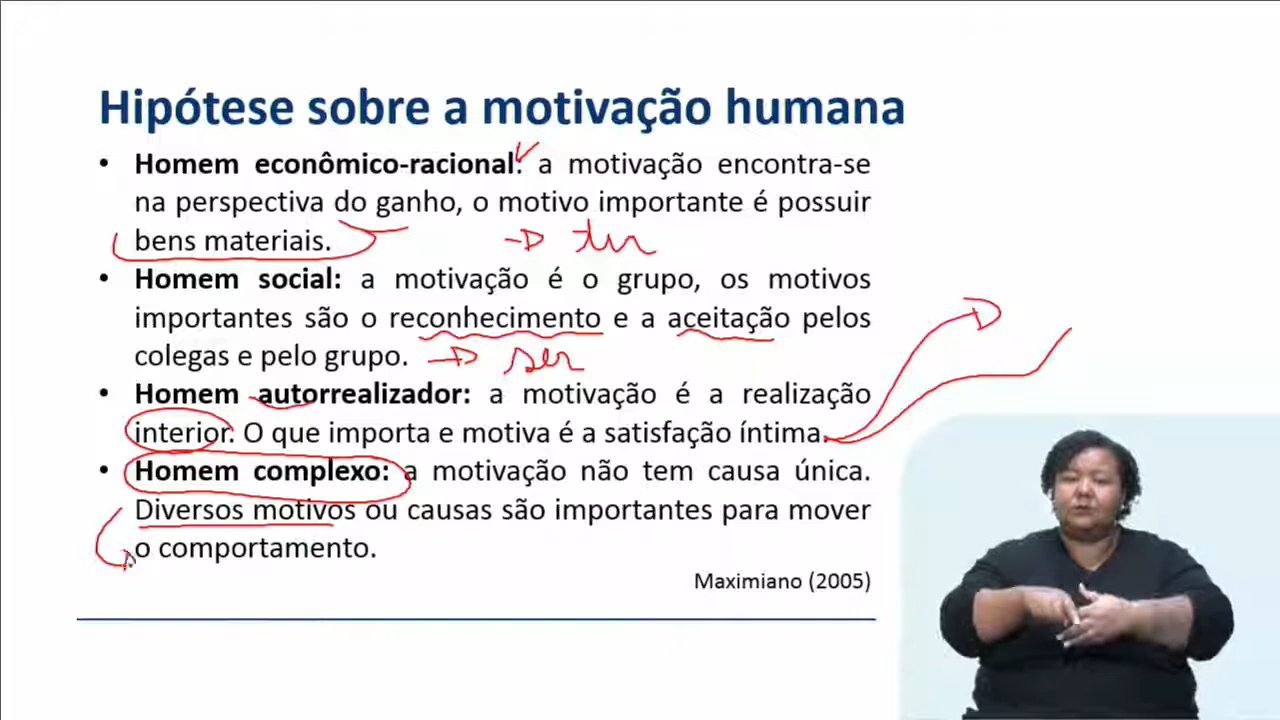 Hipótese sobre a motivação humana
• Homem econômico-racional: a motivação encontra-se
na perspectiva do ganho, o motivo importante é possuir
bens materiais. → ter
• Homem social: a motivação é o grupo, os motivos
importantes são o reconhecimento e a aceitação pelos
colegas e pelo grupo. → ser
• Homem autorrealizador: a motivação é a realização
interior. O que importa e motiva é a satisfação íntima.
• Homem complexo: a motivação não tem causa única.
Diversos motivos ou causas são importantes para mover
o comportamento.
Maximiano (2005)